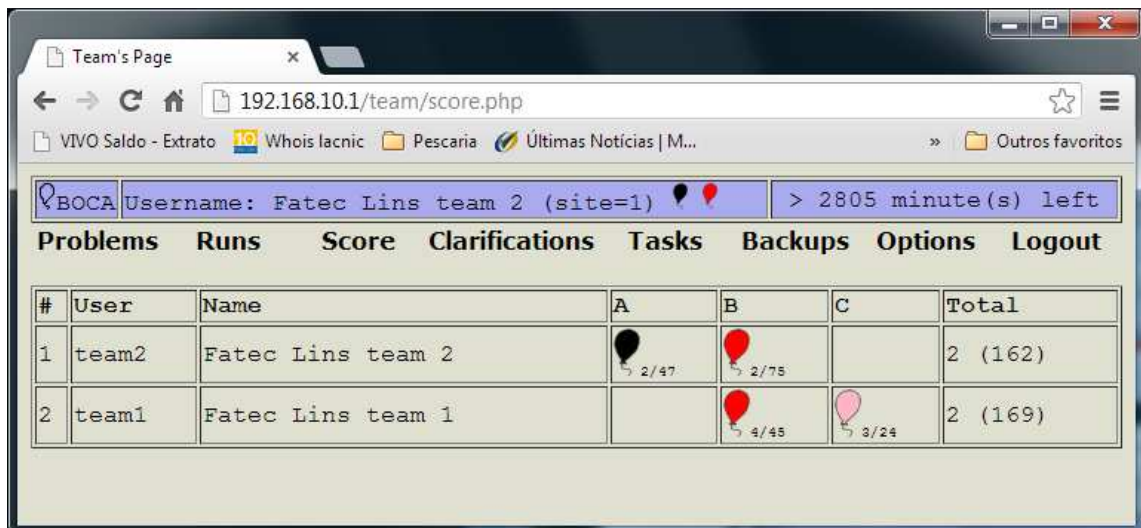 Team's Page
192.168.10.1/team/score.php
VIVO Saldo - Extrato Whois lacnic Pescaria Últimas Notícias | M... » Outros favoritos
BOCA Username: Fatec Lins team 2 (site=1) > 2805 minute(s) left
Problems Runs Score Clarifications Tasks Backups Options Logout
# User Name A B C Total
1 team2 Fatec Lins team 2 2/47 2/75 2 (162)
2 team1 Fatec Lins team 1 4/45 3/24 2 (169)